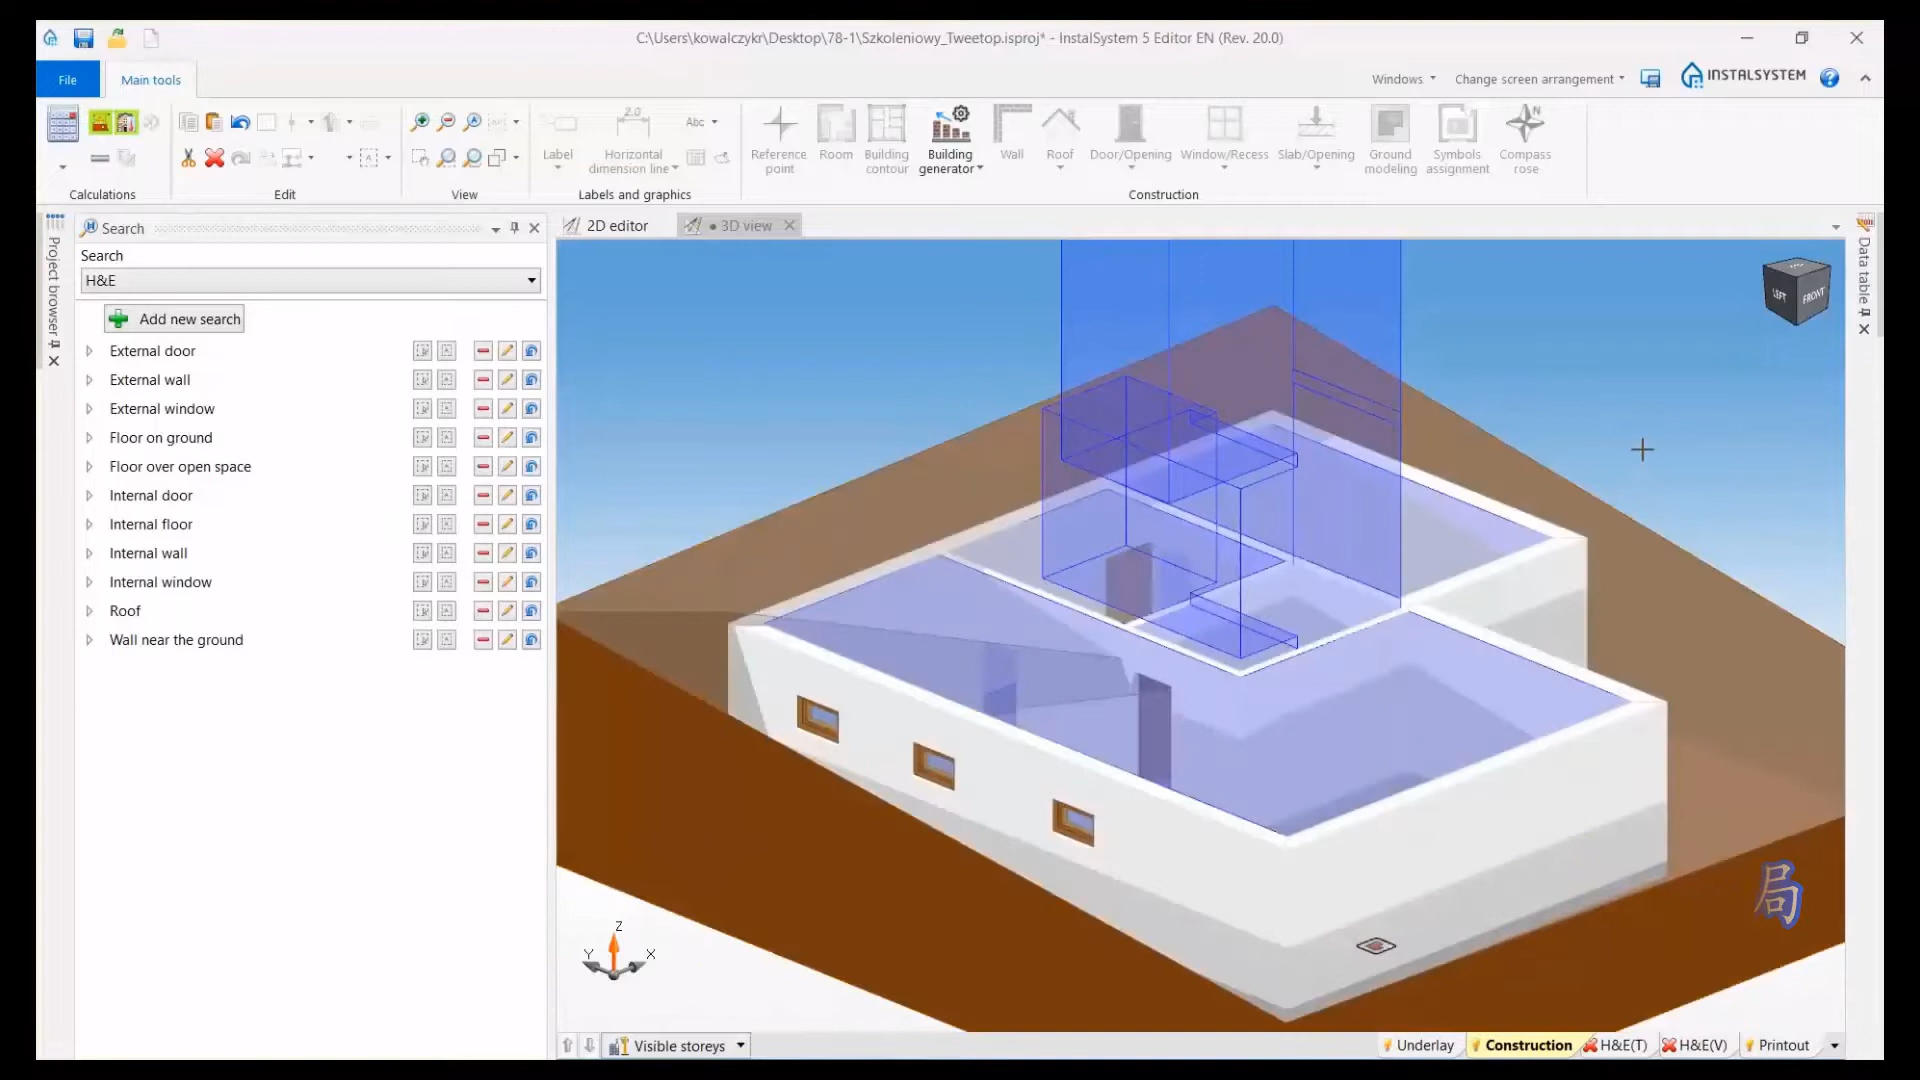 C:\Users\kowalczykr\Desktop\78-1\Szkoleniowy_Tweetop.isproj* - InstalSystem 5 Editor EN (Rev. 20.0)
File
Main tools
Windows
Change screen arrangement
INSTALSYSTEM
?
2.0
Abc
Label
Horizontal dimension line
Reference point
Room
Building contour
Building generator
Wall
Roof
Door/Opening
Window/Recess
Slab/Opening
Ground modeling
Symbols assignment
N
Compass rose
Calculations
Edit
View
Labels and graphics
Construction
Project browser
Search
Search
H&E
Add new search
External door
External wall
External window
Floor on ground
Floor over open space
Internal door
Internal floor
Internal wall
Internal window
Roof
Wall near the ground
2D editor
3D view
LEFT
FRONT
Data table
局
Z
Y
X
Visible storeys
Underlay
Construction
H&E(T)
H&E(V)
Printout